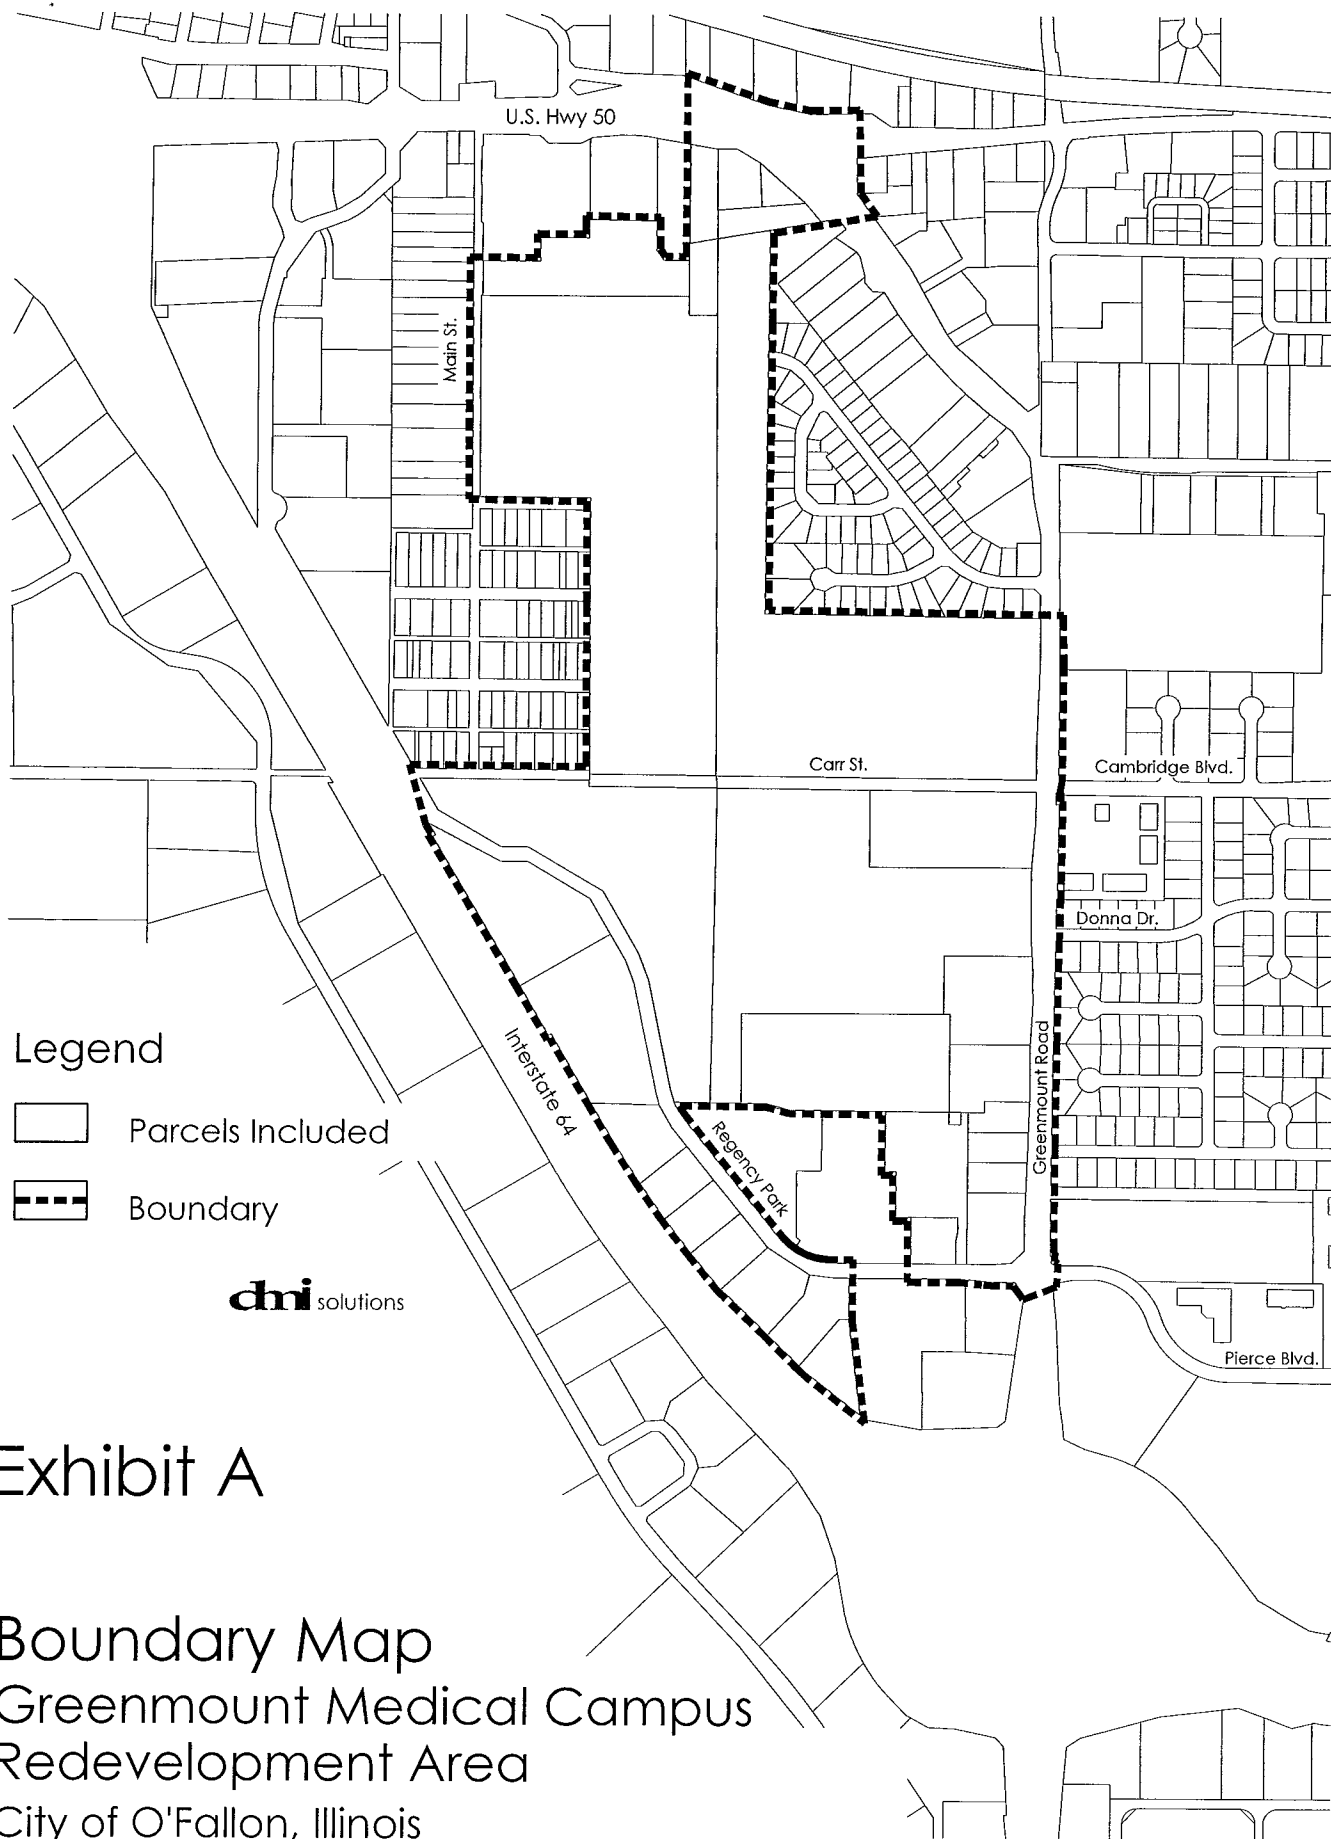 U.S. Hwy 50
Main St.
Carr St.
Cambridge Blvd.
Donna Dr.
Interstate 64
Greenmount Road
Regency Park
Pierce Blvd.
Legend
Parcels Included
Boundary
dmi solutions
Exhibit A
Boundary Map
Greenmount Medical Campus
Redevelopment Area
City of O'Fallon, Illinois